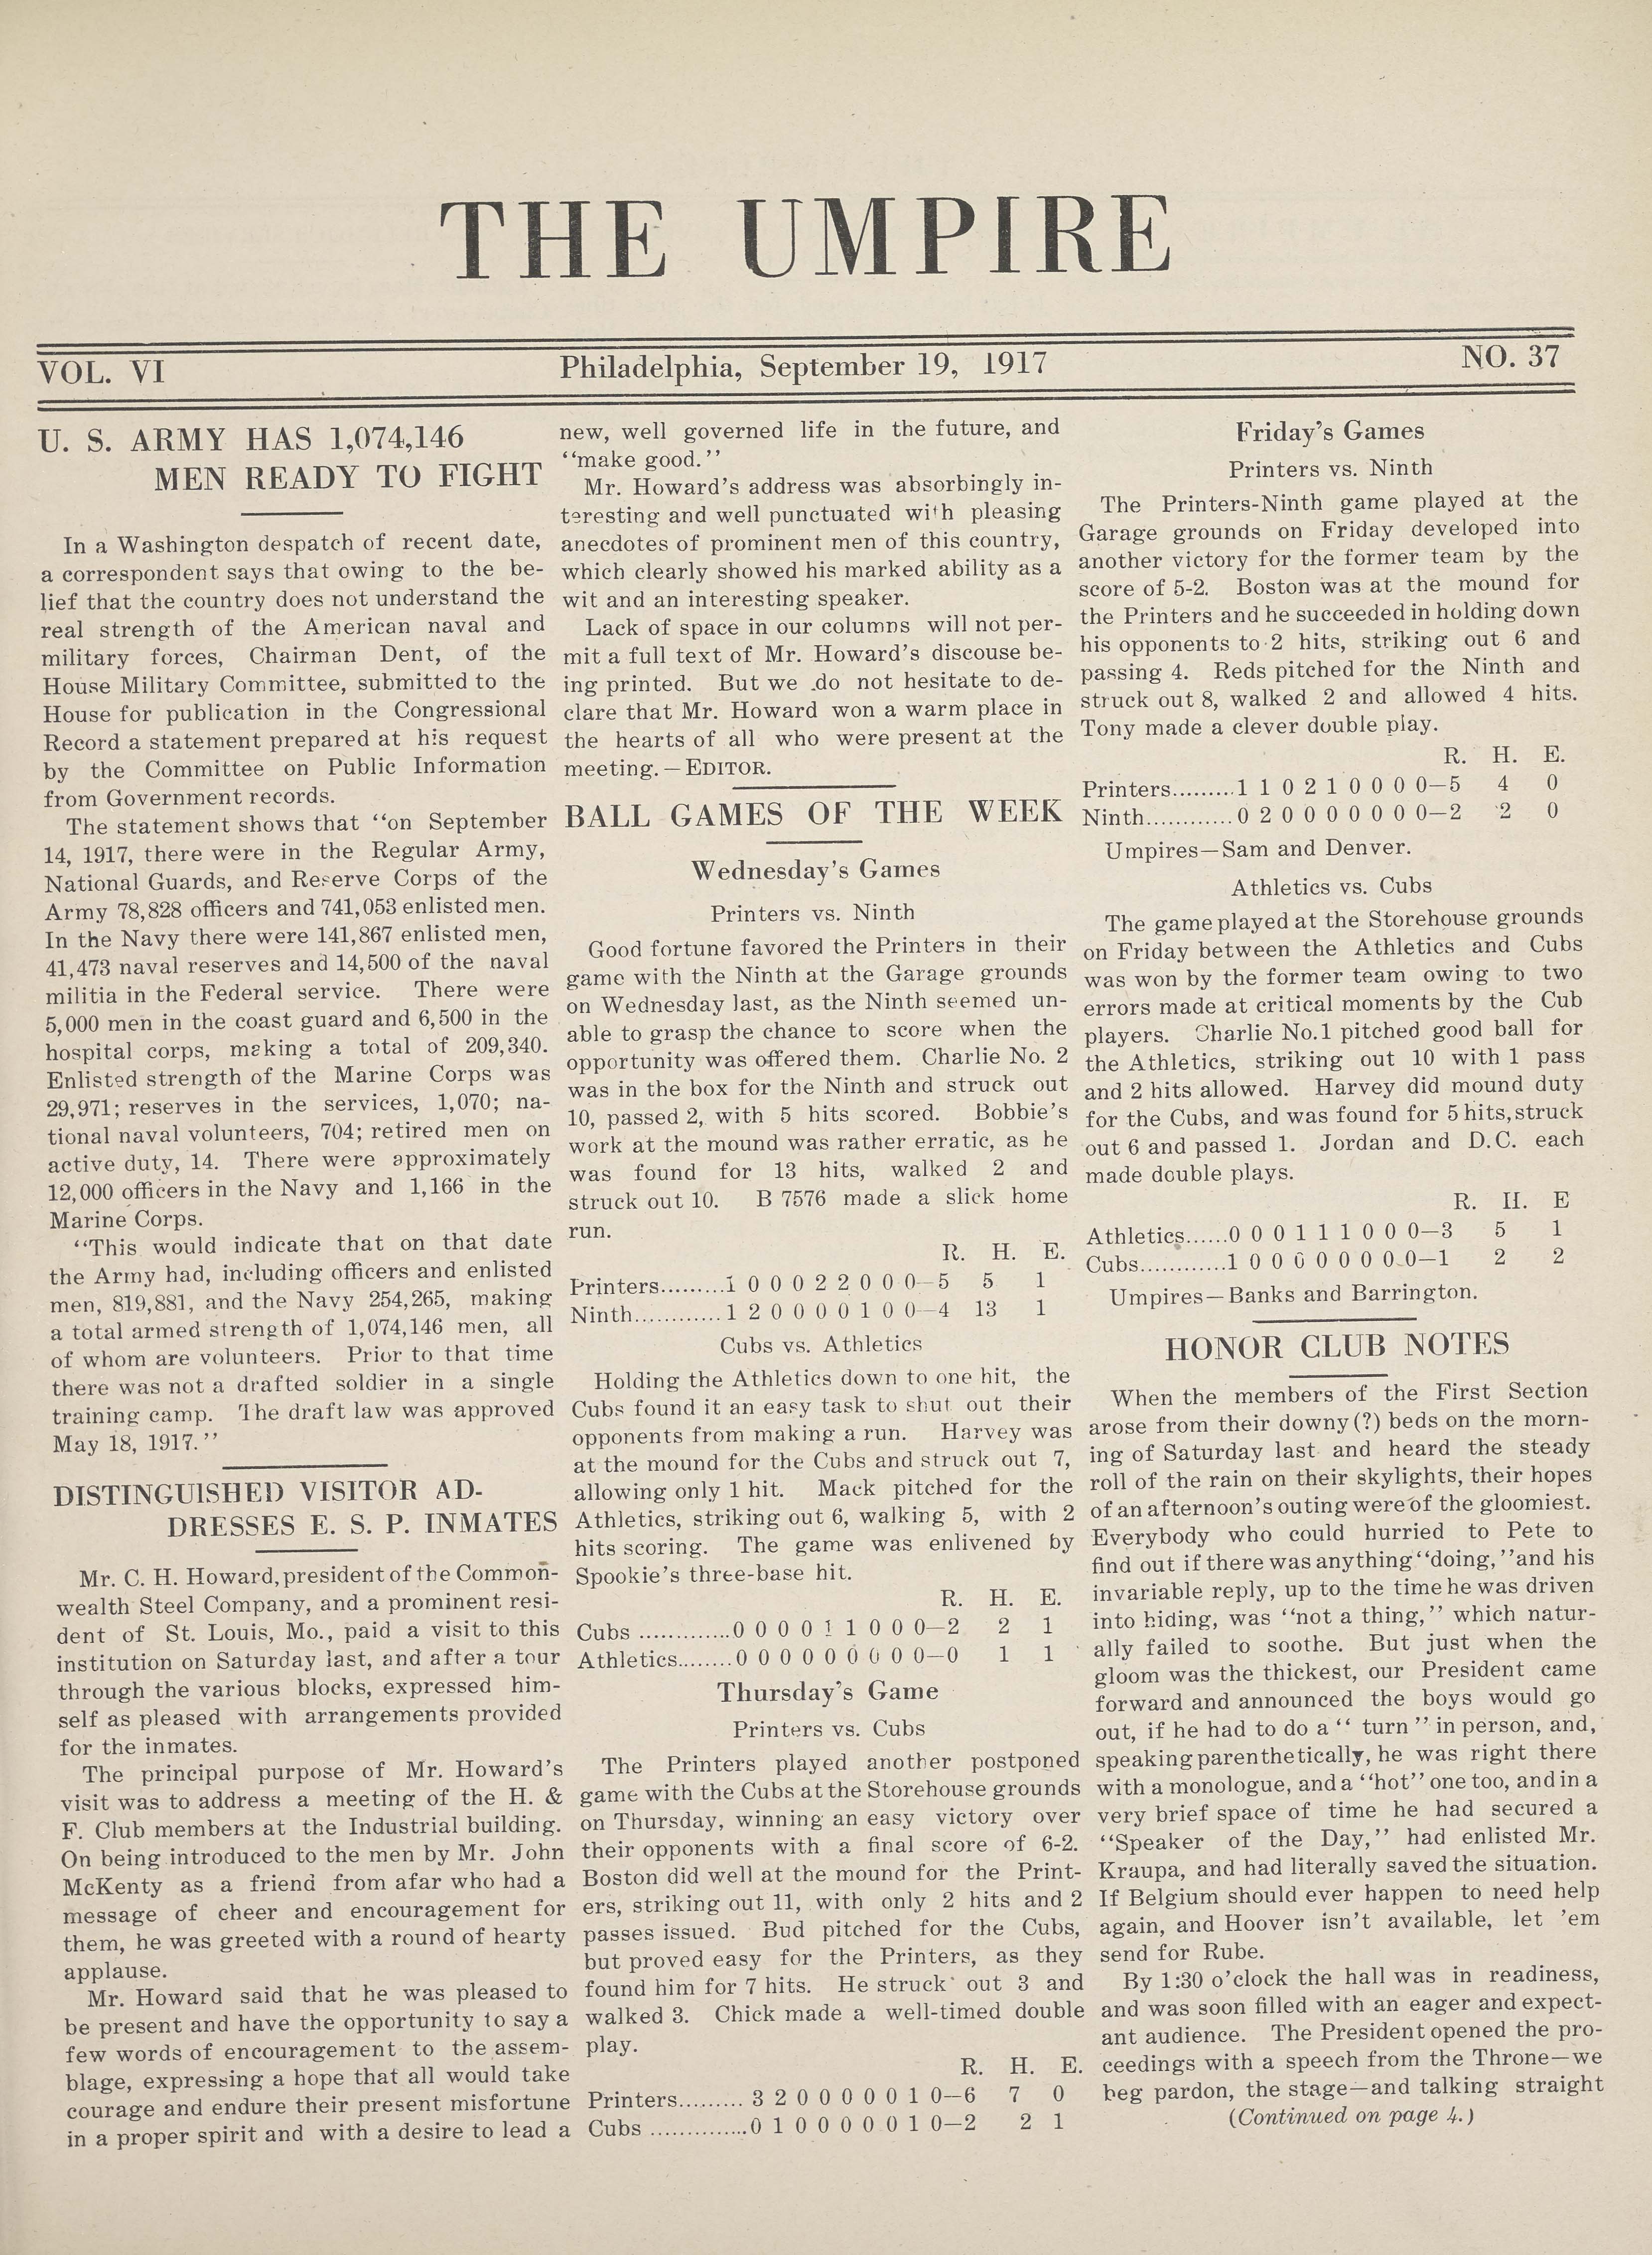 THE UMPIRE
VOL. VI
Philadelphia, September 19, 1917
NO. 37
U. S. ARMY HAS 1,074,146
MEN READY TO FIGHT
In a Washington despatch of recent date,
a correspondent says that owing to the be-
lief that the country does not understand the
real strength of the American naval and
military forces, Chairman Dent, of the
House Military Committee, submitted to the
House for publication in the Congressional
Record a statement prepared at his request
by the Committee on Public Information
from Government records.
The statement shows that "on September
14, 1917, there were in the Regular Army,
National Guards, and Reserve Corps of the
Army 78,828 officers and 741,053 enlisted men.
In the Navy there were 141,867 enlisted men,
41,473 naval reserves and 14,500 of the naval
militia in the Federal service. There were
5,000 men in the coast guard and 6,500 in the
hospital corps, making a total of 209,340.
Enlisted strength of the Marine Corps was
29,971; reserves in the services, 1,070; na-
tional naval volunteers, 704; retired men on
active duty, 14. There were approximately
12,000 officers in the Navy and 1,166 in the
Marine Corps.
"This would indicate that on that date
the Army had, including officers and enlisted
men, 819,881, and the Navy 254,265, making
a total armed strength of 1,074,146 men, all
of whom are volunteers. Prior to that time
there was not a drafted soldier in a single
training camp. The draft law was approved
May 18, 1917."
DISTINGUISHED VISITOR AD-
DRESSES E. S. P. INMATES
Mr. C. H. Howard, president of the Common-
wealth Steel Company, and a prominent resi-
dent of St. Louis, Mo., paid a visit to this
institution on Saturday last, and after a tour
through the various blocks, expressed him-
self as pleased with arrangements provided
for the inmates.
The principal purpose of Mr. Howard's
visit was to address a meeting of the H. &
F. Club members at the Industrial building.
On being introduced to the men by Mr. John
McKenty as a friend from afar who had a
message of cheer and encouragement for
them, he was greeted with a round of hearty
applause.
Mr. Howard said that he was pleased to
be present and have the opportunity to say a
few words of encouragement to the assem-
blage, expressing a hope that all would take
courage and endure their present misfortune
in a proper spirit and with a desire to lead a
new, well governed life in the future, and
"make good."
Mr. Howard's address was absorbingly in-
teresting and well punctuated with pleasing
anecdotes of prominent men of this country,
which clearly showed his marked ability as a
wit and an interesting speaker.
Lack of space in our columns will not per-
mit a full text of Mr. Howard's discouse be-
ing printed. But we do not hesitate to de-
clare that Mr. Howard won a warm place in
the hearts of all who were present at the
meeting.—EDITOR.
BALL GAMES OF THE WEEK
Wednesday's Games
Printers vs. Ninth
Good fortune favored the Printers in their
game with the Ninth at the Garage grounds
on Wednesday last, as the Ninth seemed un-
able to grasp the chance to score when the
opportunity was offered them. Charlie No. 2
was in the box for the Ninth and struck out
10, passed 2, with 5 hits scored. Bobbie's
work at the mound was rather erratic, as he
was found for 13 hits, walked 2 and
struck out 10. B 7576 made a slick home
run.
R. H. E.
Printers.........1 0 0 0 2 2 0 0 0—5 5 1
Ninth............1 2 0 0 0 0 1 0 0—4 13 1
Cubs vs. Athletics
Holding the Athletics down to one hit, the
Cubs found it an easy task to shut out their
opponents from making a run. Harvey was
at the mound for the Cubs and struck out 7,
allowing only 1 hit. Mack pitched for the
Athletics, striking out 6, walking 5, with 2
hits scoring. The game was enlivened by
Spookie's three-base hit.
R. H. E.
Cubs .............0 0 0 0 1 1 0 0 0—2 2 1
Athletics........0 0 0 0 0 0 0 0 0—0 1 1
Thursday's Game
Printers vs. Cubs
The Printers played another postponed
game with the Cubs at the Storehouse grounds
on Thursday, winning an easy victory over
their opponents with a final score of 6-2.
Boston did well at the mound for the Print-
ers, striking out 11, with only 2 hits and 2
passes issued. Bud pitched for the Cubs,
but proved easy for the Printers, as they
found him for 7 hits. He struck out 3 and
walked 3. Chick made a well-timed double
play.
R. H. E.
Printers......... 3 2 0 0 0 0 0 1 0—6 7 0
Cubs ..............0 1 0 0 0 0 0 1 0—2 2 1
Friday's Games
Printers vs. Ninth
The Printers-Ninth game played at the
Garage grounds on Friday developed into
another victory for the former team by the
score of 5-2. Boston was at the mound for
the Printers and he succeeded in holding down
his opponents to 2 hits, striking out 6 and
passing 4. Reds pitched for the Ninth and
struck out 8, walked 2 and allowed 4 hits.
Tony made a clever double play.
R. H. E.
Printers.........1 1 0 2 1 0 0 0 0—5 4 0
Ninth............0 2 0 0 0 0 0 0 0—2 2 0
Umpires—Sam and Denver.
Athletics vs. Cubs
The game played at the Storehouse grounds
on Friday between the Athletics and Cubs
was won by the former team owing to two
errors made at critical moments by the Cub
players. Charlie No. 1 pitched good ball for
the Athletics, striking out 10 with 1 pass
and 2 hits allowed. Harvey did mound duty
for the Cubs, and was found for 5 hits, struck
out 6 and passed 1. Jordan and D.C. each
made double plays.
R. H. E
Athletics......0 0 0 1 1 1 0 0 0—3 5 1
Cubs............1 0 0 0 0 0 0 0 0—1 2 2
Umpires—Banks and Barrington.
HONOR CLUB NOTES
When the members of the First Section
arose from their downy (?) beds on the morn-
ing of Saturday last and heard the steady
roll of the rain on their skylights, their hopes
of an afternoon's outing were of the gloomiest.
Everybody who could hurried to Pete to
find out if there was anything "doing," and his
invariable reply, up to the time he was driven
into hiding, was "not a thing," which natur-
ally failed to soothe. But just when the
gloom was the thickest, our President came
forward and announced the boys would go
out, if he had to do a " turn " in person, and,
speaking parenthetically, he was right there
with a monologue, and a "hot" one too, and in a
very brief space of time he had secured a
"Speaker of the Day," had enlisted Mr.
Kraupa, and had literally saved the situation.
If Belgium should ever happen to need help
again, and Hoover isn't available, let 'em
send for Rube.
By 1:30 o'clock the hall was in readiness,
and was soon filled with an eager and expect-
ant audience. The President opened the pro-
ceedings with a speech from the Throne—we
beg pardon, the stage—and talking straight
(Continued on page 4.)